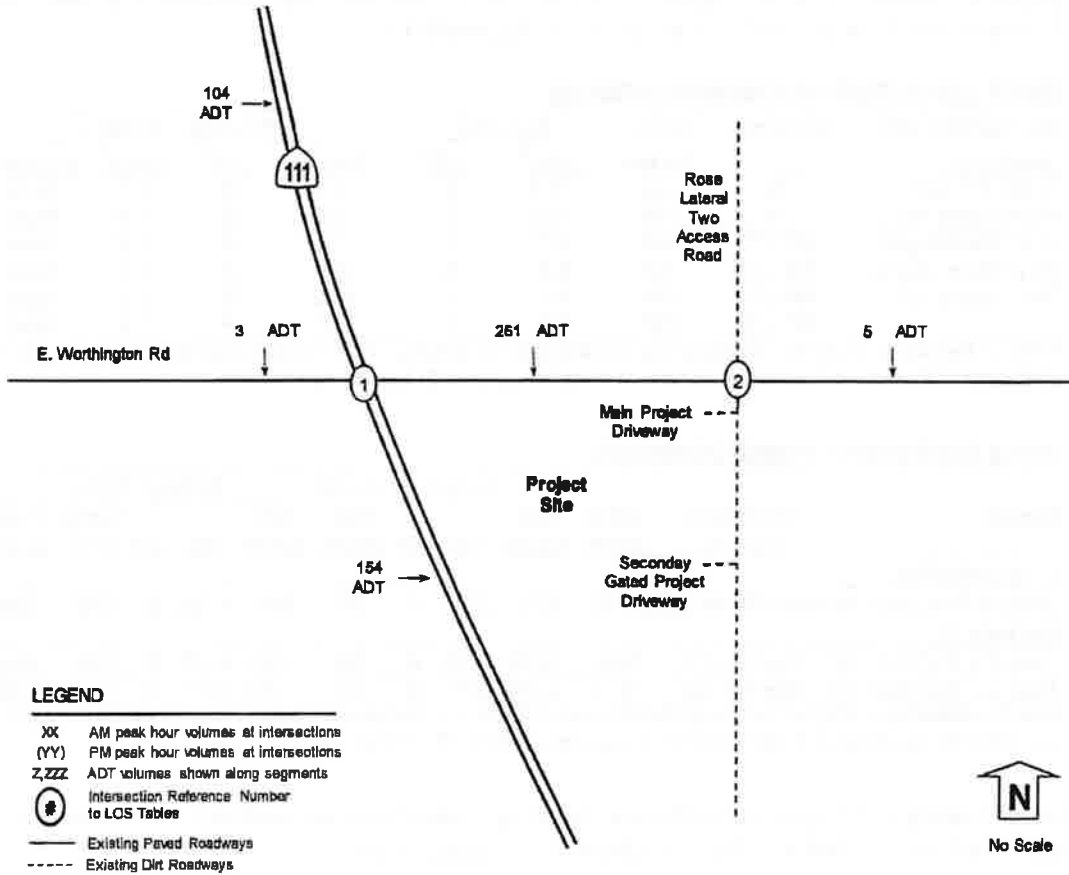 104
ADT
111
Rose
Lateral
Two
Access
Road
3 ADT
261 ADT
5 ADT
E. Worthington Rd
1
2
Main Project
Driveway
Project
Site
154
ADT
Seconday
Gated Project
Driveway
LEGEND
XX AM peak hour volumes at intersections
(YY) PM peak hour volumes at intersections
Z,ZZZ ADT volumes shown along segments
# Intersection Reference Number
to LOS Tables
Existing Paved Roadways
Existing Dirt Roadways
N
No Scale